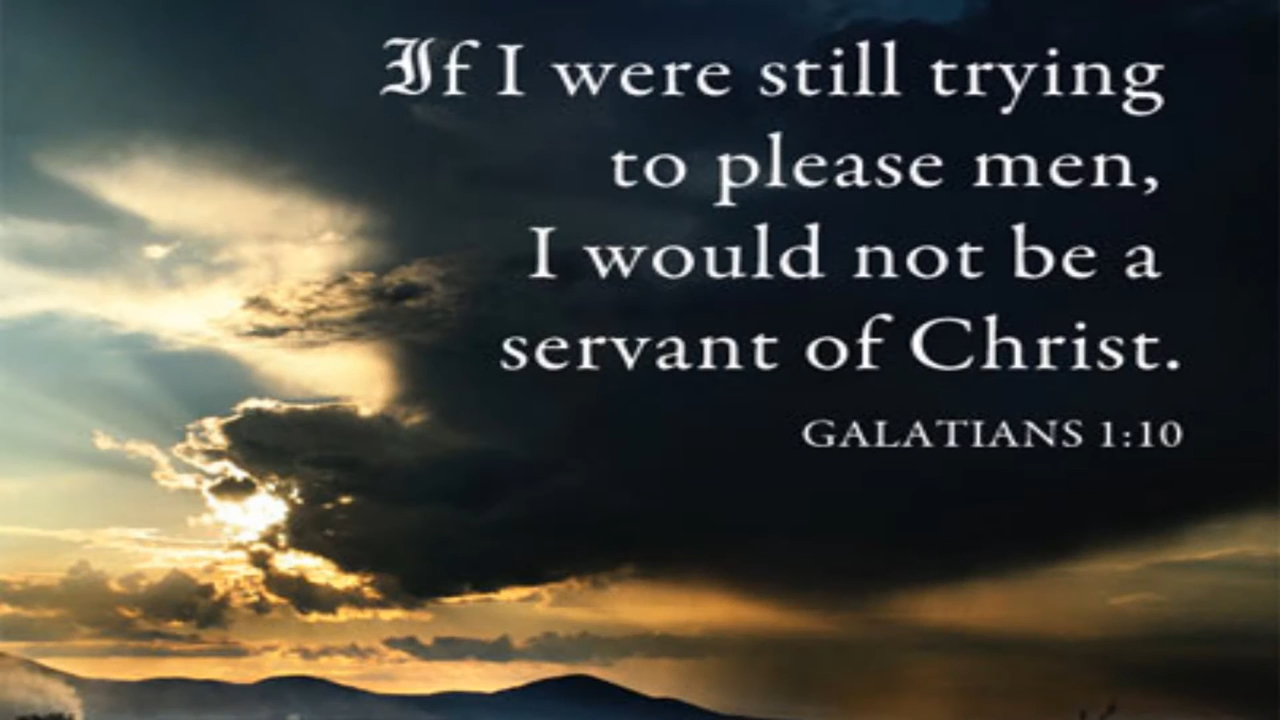 If I were still trying
to please men,
I would not be a
servant of Christ.
GALATIANS 1:10